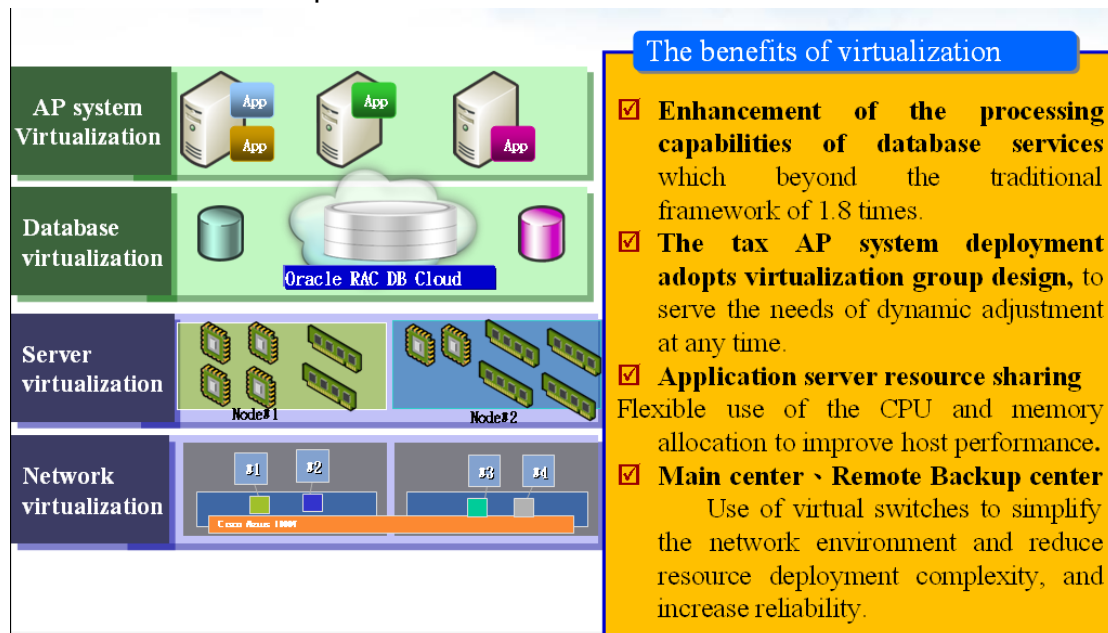 AP system
Virtualization
App
App
App
App
Database
virtualization
Oracle RAC DB Cloud
Server
virtualization
Node#1
Node#2
Network
virtualization
#1
#2
#3
#4
Cisco 1000V
The benefits of virtualization
Enhancement of the processing
capabilities of database services
which beyond the traditional
framework of 1.8 times.
The tax AP system deployment
adopts virtualization group design, to
serve the needs of dynamic adjustment
at any time.
Application server resource sharing
Flexible use of the CPU and memory
allocation to improve host performance.
Main center、Remote Backup center
Use of virtual switches to simplify
the network environment and reduce
resource deployment complexity, and
increase reliability.